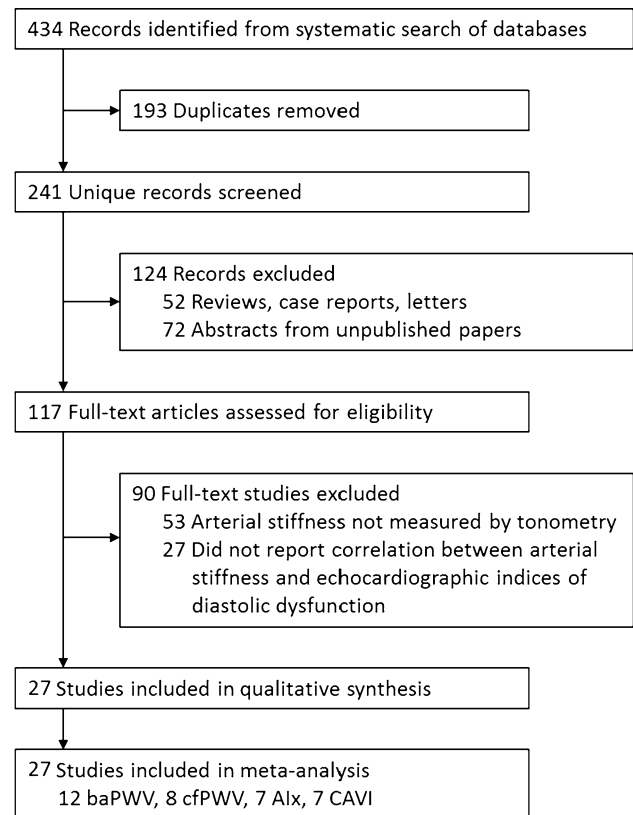 434 Records identified from systematic search of databases
193 Duplicates removed
241 Unique records screened
124 Records excluded
52 Reviews, case reports, letters
72 Abstracts from unpublished papers
117 Full-text articles assessed for eligibility
90 Full-text studies excluded
53 Arterial stiffness not measured by tonometry
27 Did not report correlation between arterial
stiffness and echocardiographic indices of
diastolic dysfunction
27 Studies included in qualitative synthesis
27 Studies included in meta-analysis
12 baPWV, 8 cfPWV, 7 AIx, 7 CAVI